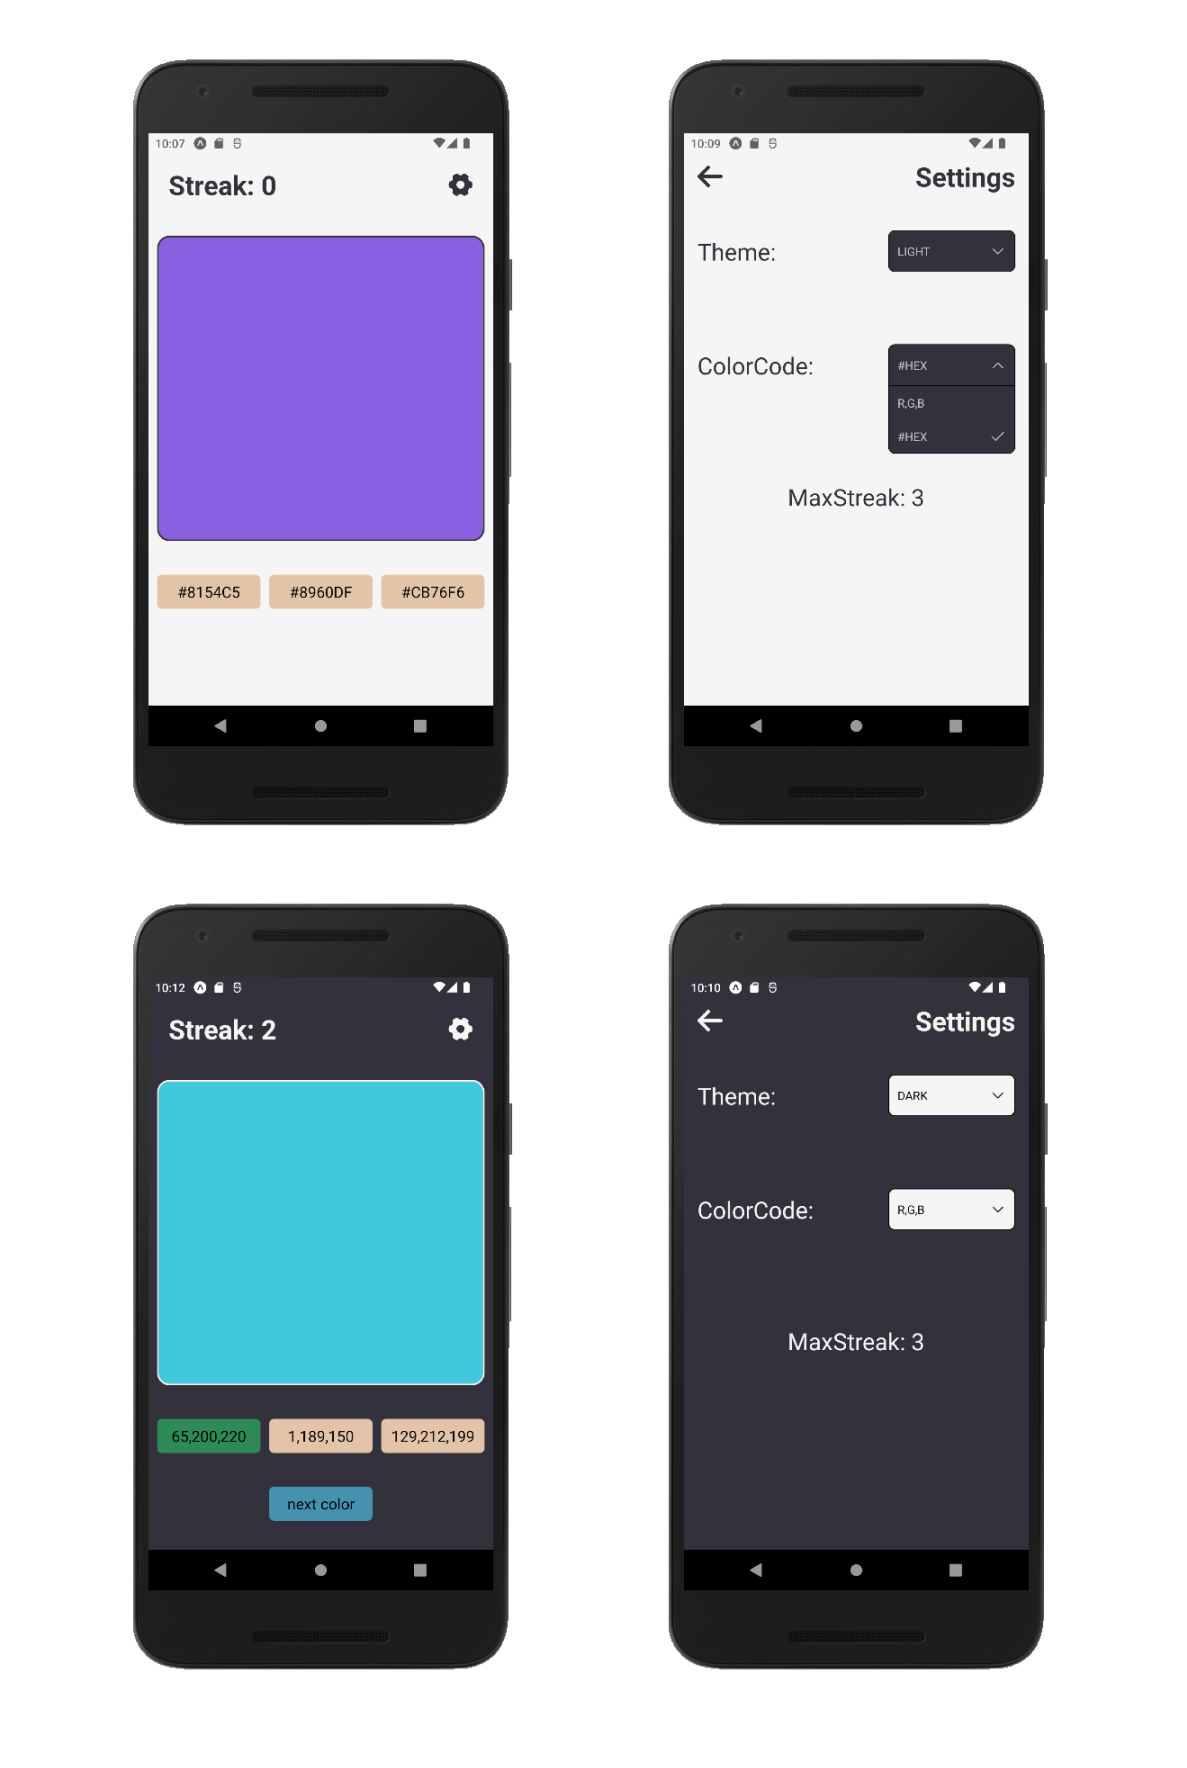 10:07
Streak: 0
#8154C5 #8960DF #CB76F6
10:09
Settings
Theme: LIGHT
ColorCode: #HEX
R,G,B
#HEX
MaxStreak: 3
10:12
Streak: 2
65,200,220 1,189,150 129,212,199
next color
10:10
Settings
Theme: DARK
ColorCode: R,G,B
MaxStreak: 3